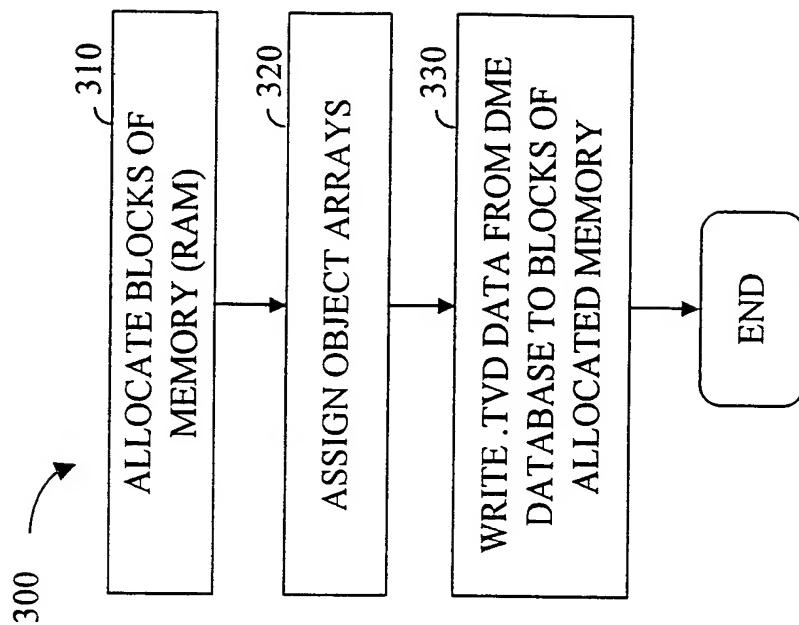 300
310
ALLOCATE BLOCKS OF
MEMORY (RAM)
320
ASSIGN OBJECT ARRAYS
330
WRITE .TVD DATA FROM DME
DATABASE TO BLOCKS OF
ALLOCATED MEMORY
END